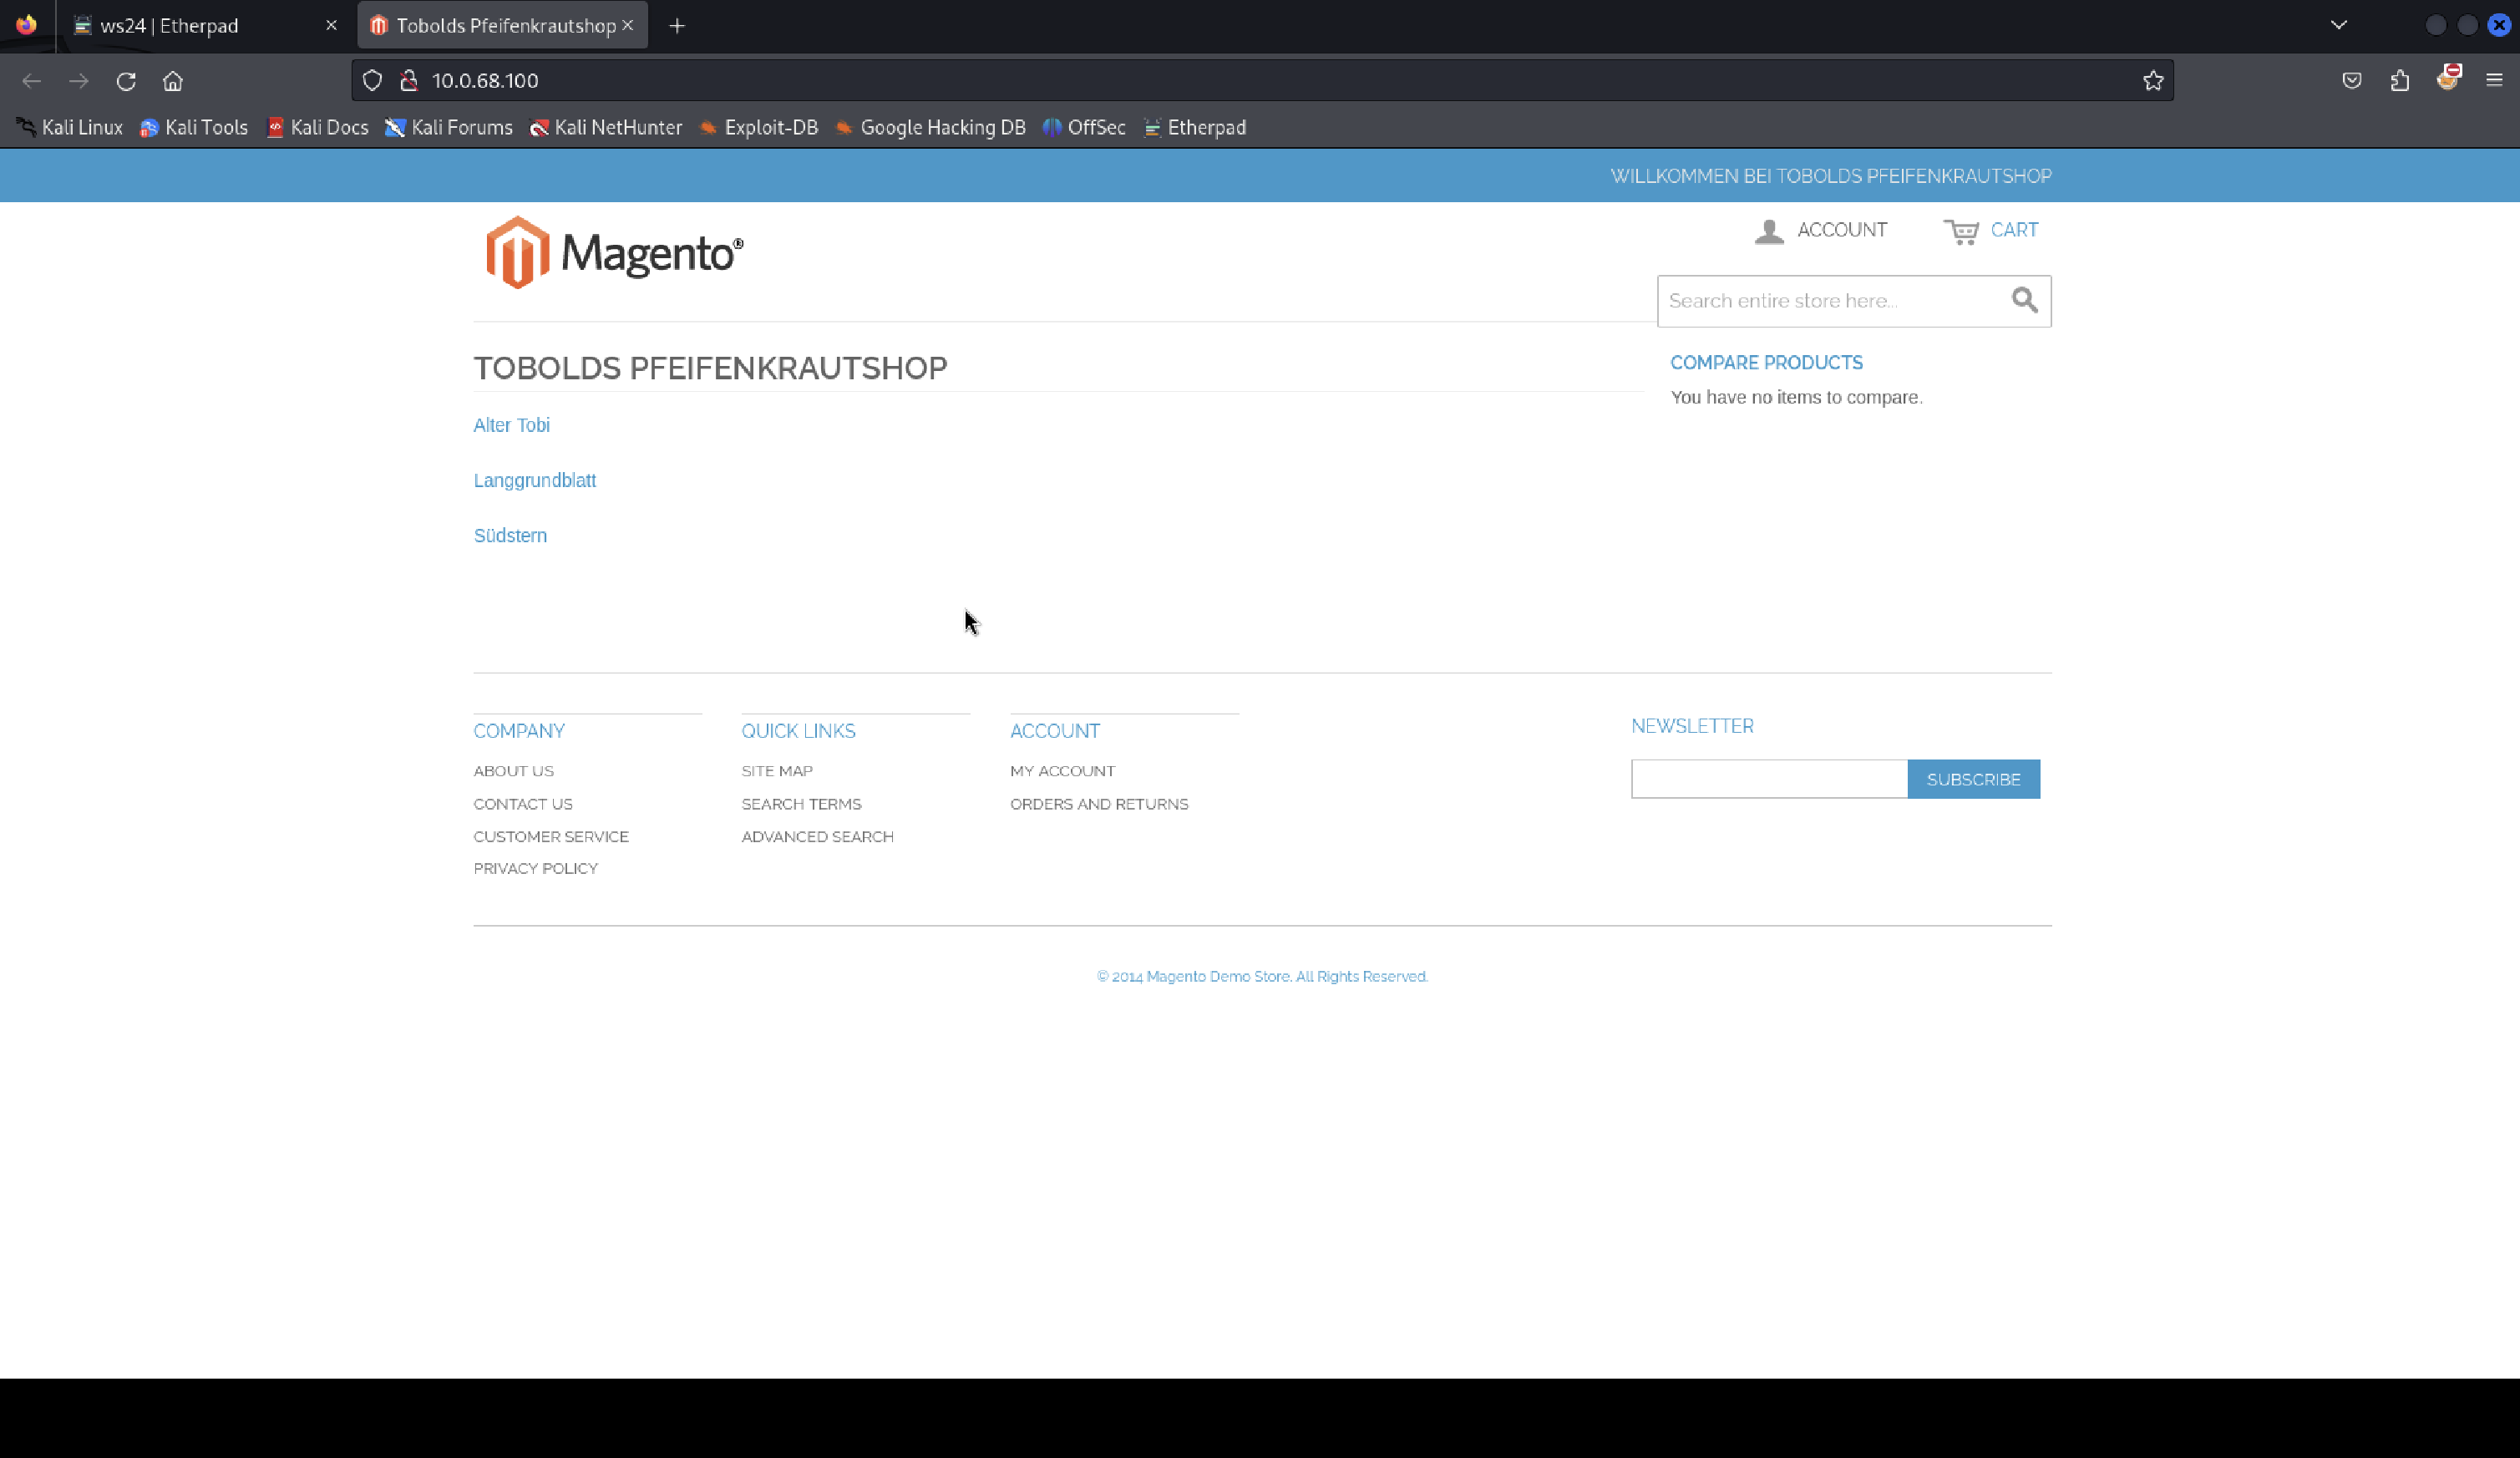 ws24 | Etherpad
Tobolds Pfeifenkrautshop
10.0.68.100
Kali Linux Kali Tools Kali Docs Kali Forums Kali NetHunter Exploit-DB Google Hacking DB OffSec Etherpad
WILLKOMMEN BEI TOBOLDS PFEIFENKRAUTSHOP
Magento®
ACCOUNT CART
Search entire store here...
TOBOLDS PFEIFENKRAUTSHOP
Alter Tobi
Langgrundblatt
Südstern
COMPARE PRODUCTS
You have no items to compare.
COMPANY
ABOUT US
CONTACT US
CUSTOMER SERVICE
PRIVACY POLICY
QUICK LINKS
SITE MAP
SEARCH TERMS
ADVANCED SEARCH
ACCOUNT
MY ACCOUNT
ORDERS AND RETURNS
NEWSLETTER
SUBSCRIBE
© 2014 Magento Demo Store. All Rights Reserved.